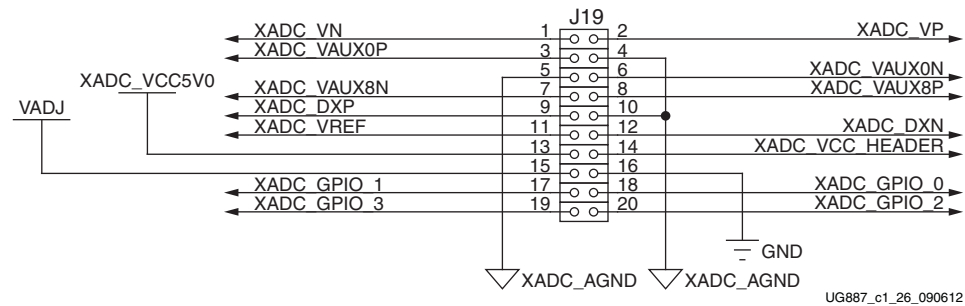 J19
XADC_VN 1 2 XADC_VP
XADC_VAUX0P 3 4
5 6 XADC_VAUX0N
XADC_VCC5V0 XADC_VAUX8N 7 8 XADC_VAUX8P
VADJ XADC_DXP 9 10
XADC_VREF 11 12 XADC_DXN
13 14 XADC_VCC_HEADER
15 16
XADC_GPIO_1 17 18 XADC_GPIO_0
XADC_GPIO_3 19 20 XADC_GPIO_2
GND
XADC_AGND XADC_AGND
UG887_c1_26_090612